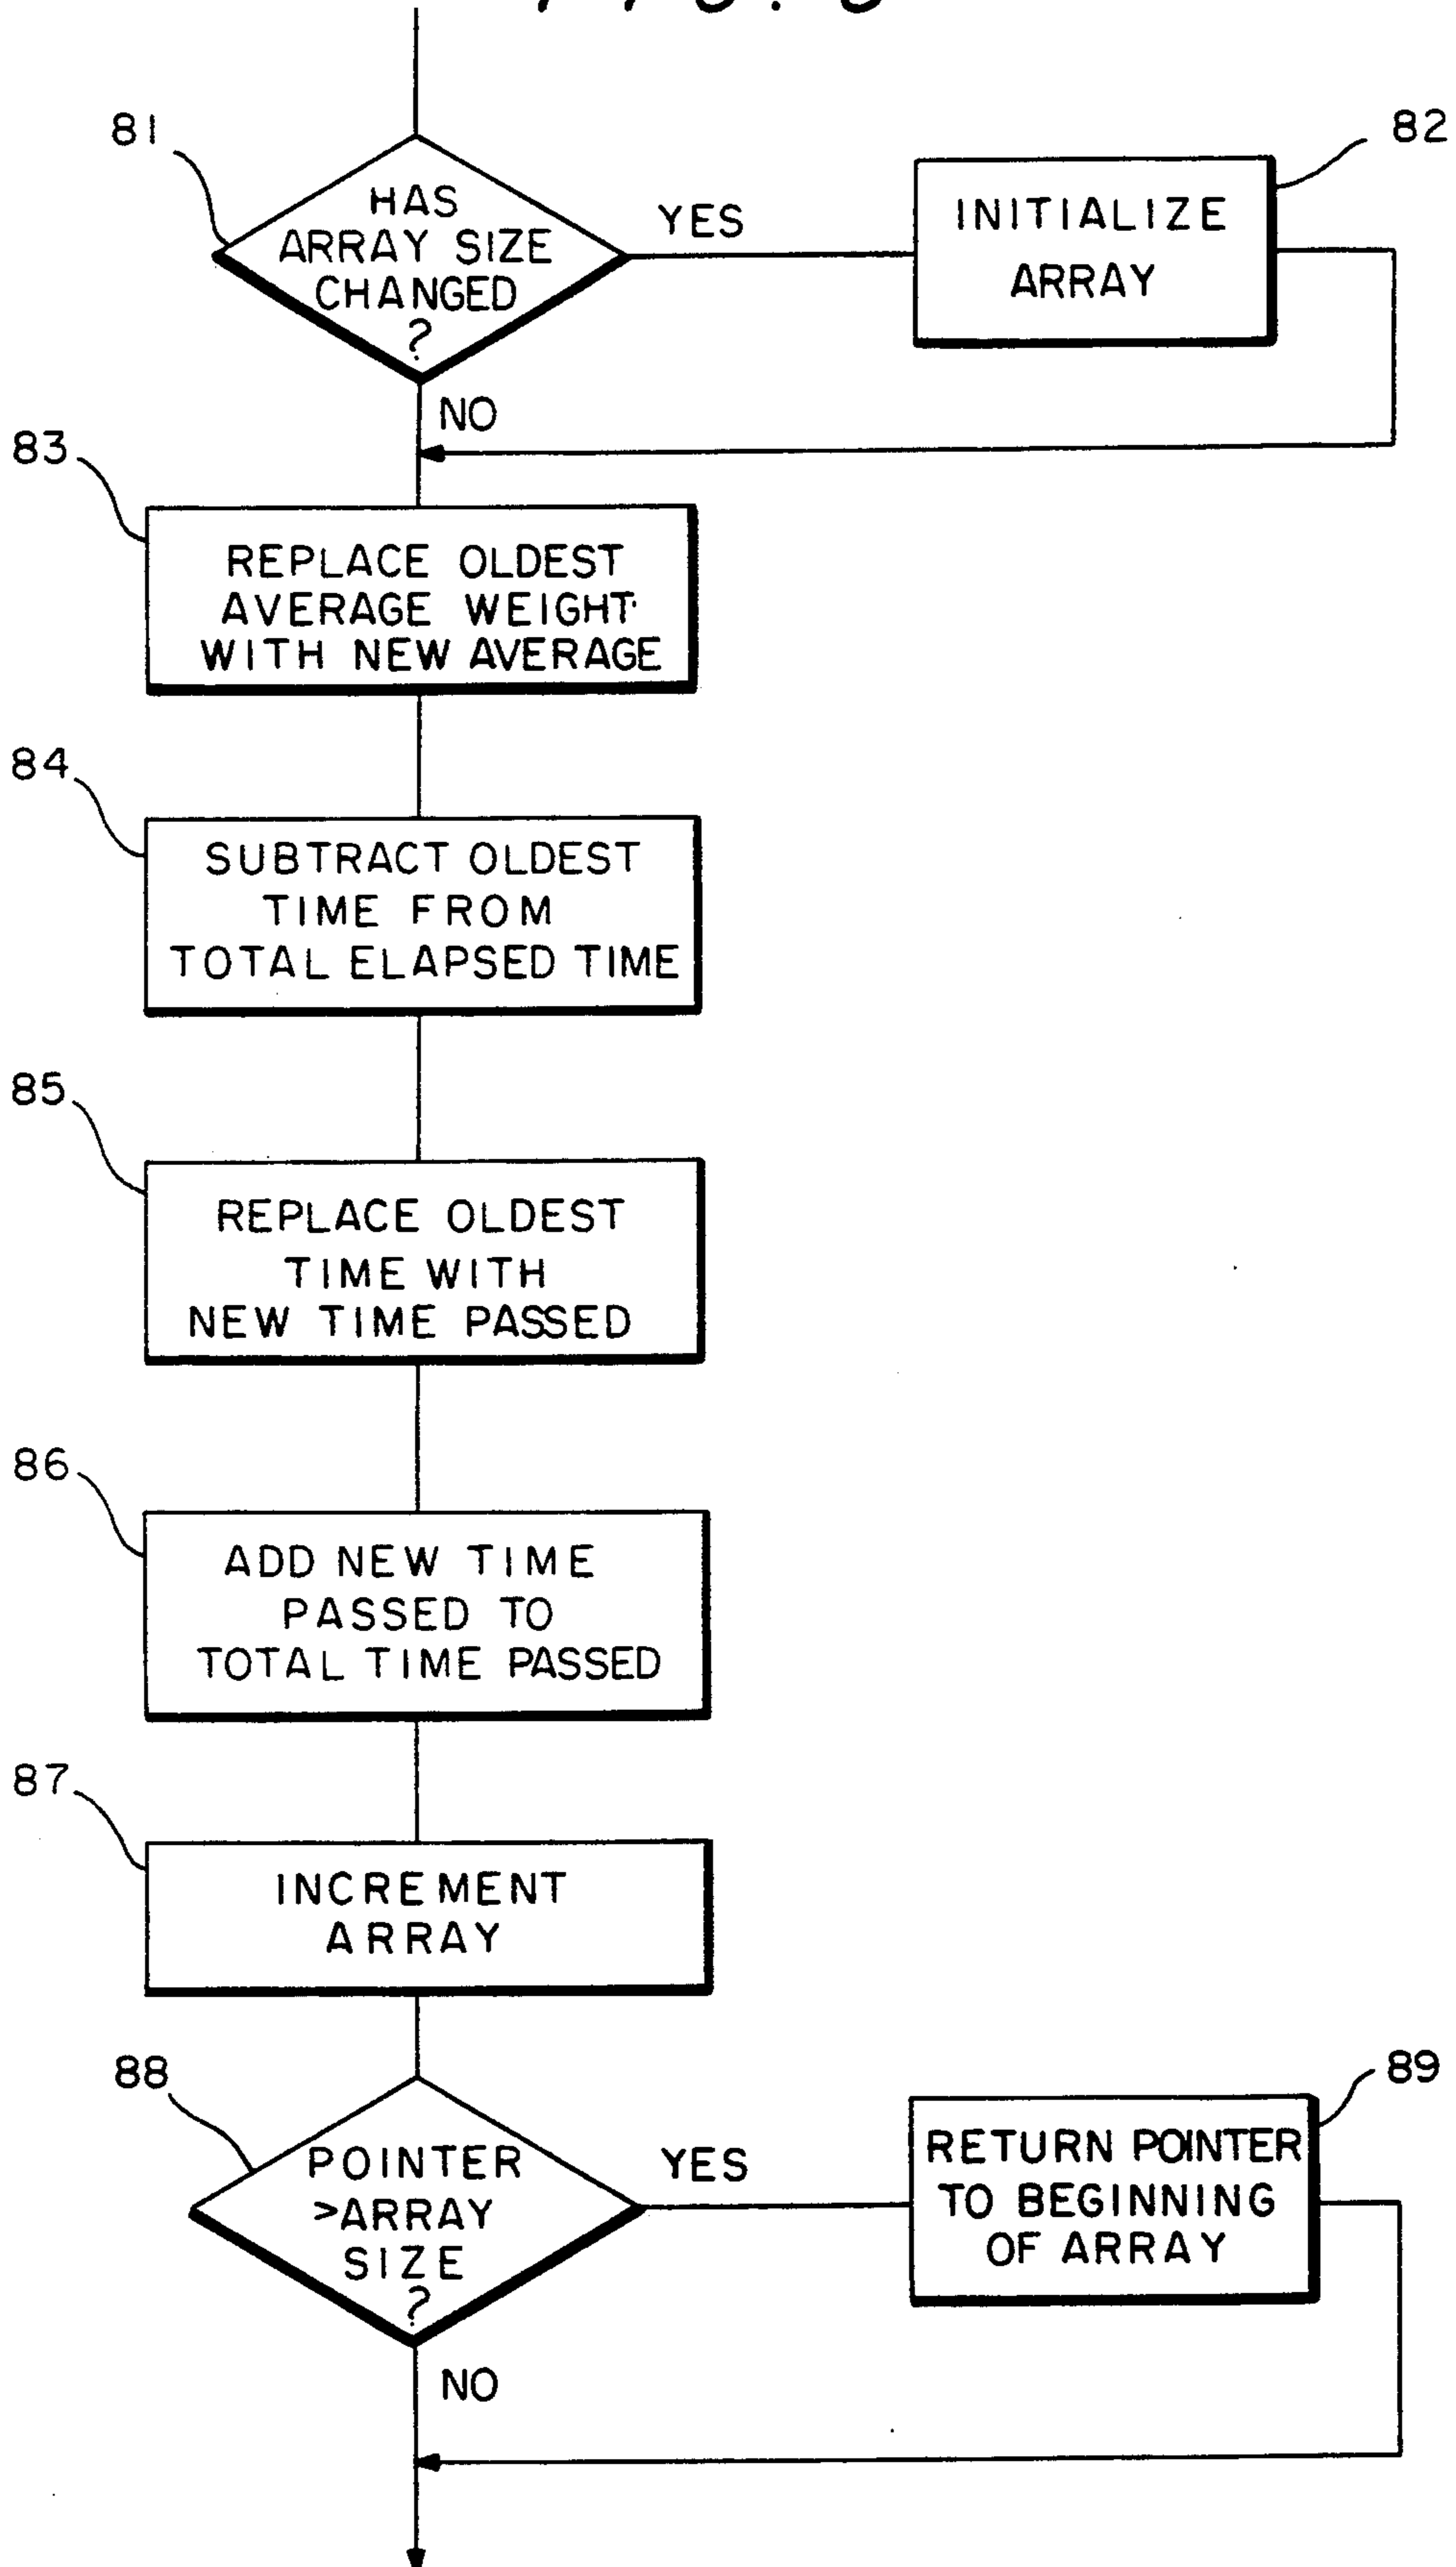 81
HAS
ARRAY SIZE
CHANGED
?
YES
82
INITIALIZE
ARRAY
NO
83
REPLACE OLDEST
AVERAGE WEIGHT
WITH NEW AVERAGE
84
SUBTRACT OLDEST
TIME FROM
TOTAL ELAPSED TIME
85
REPLACE OLDEST
TIME WITH
NEW TIME PASSED
86
ADD NEW TIME
PASSED TO
TOTAL TIME PASSED
87
INCREMENT
ARRAY
88
POINTER
>ARRAY
SIZE
?
YES
89
RETURN POINTER
TO BEGINNING
OF ARRAY
NO